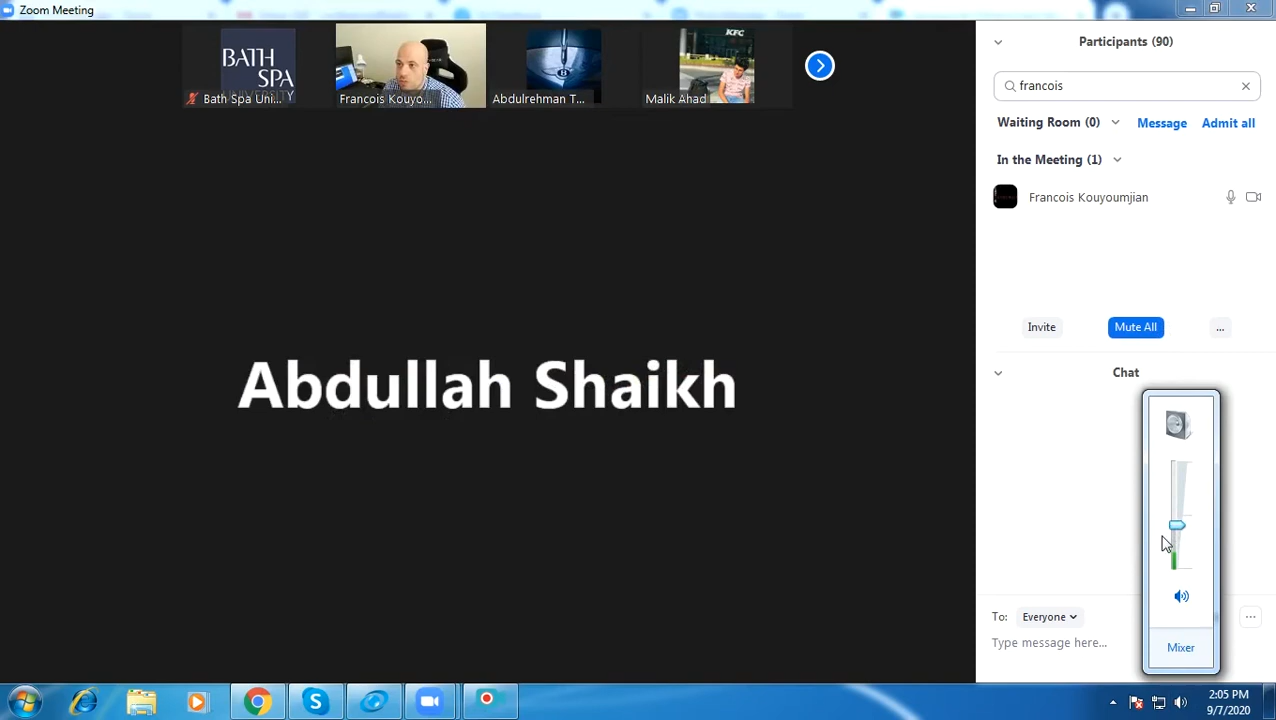 Zoom Meeting
BATH
SPA
UNIVERSITY
KFC
Bath Spa Uni...
Francois Kouyo...
Abdulrehman T...
Malik Ahad
Abdullah Shaikh
Participants (90)
francois
Waiting Room (0)
Message
Admit all
In the Meeting (1)
Francois Kouyoumjian
Invite
Mute All
...
Chat
To:
Everyone
Type message here...
Mixer
2:05 PM
9/7/2020